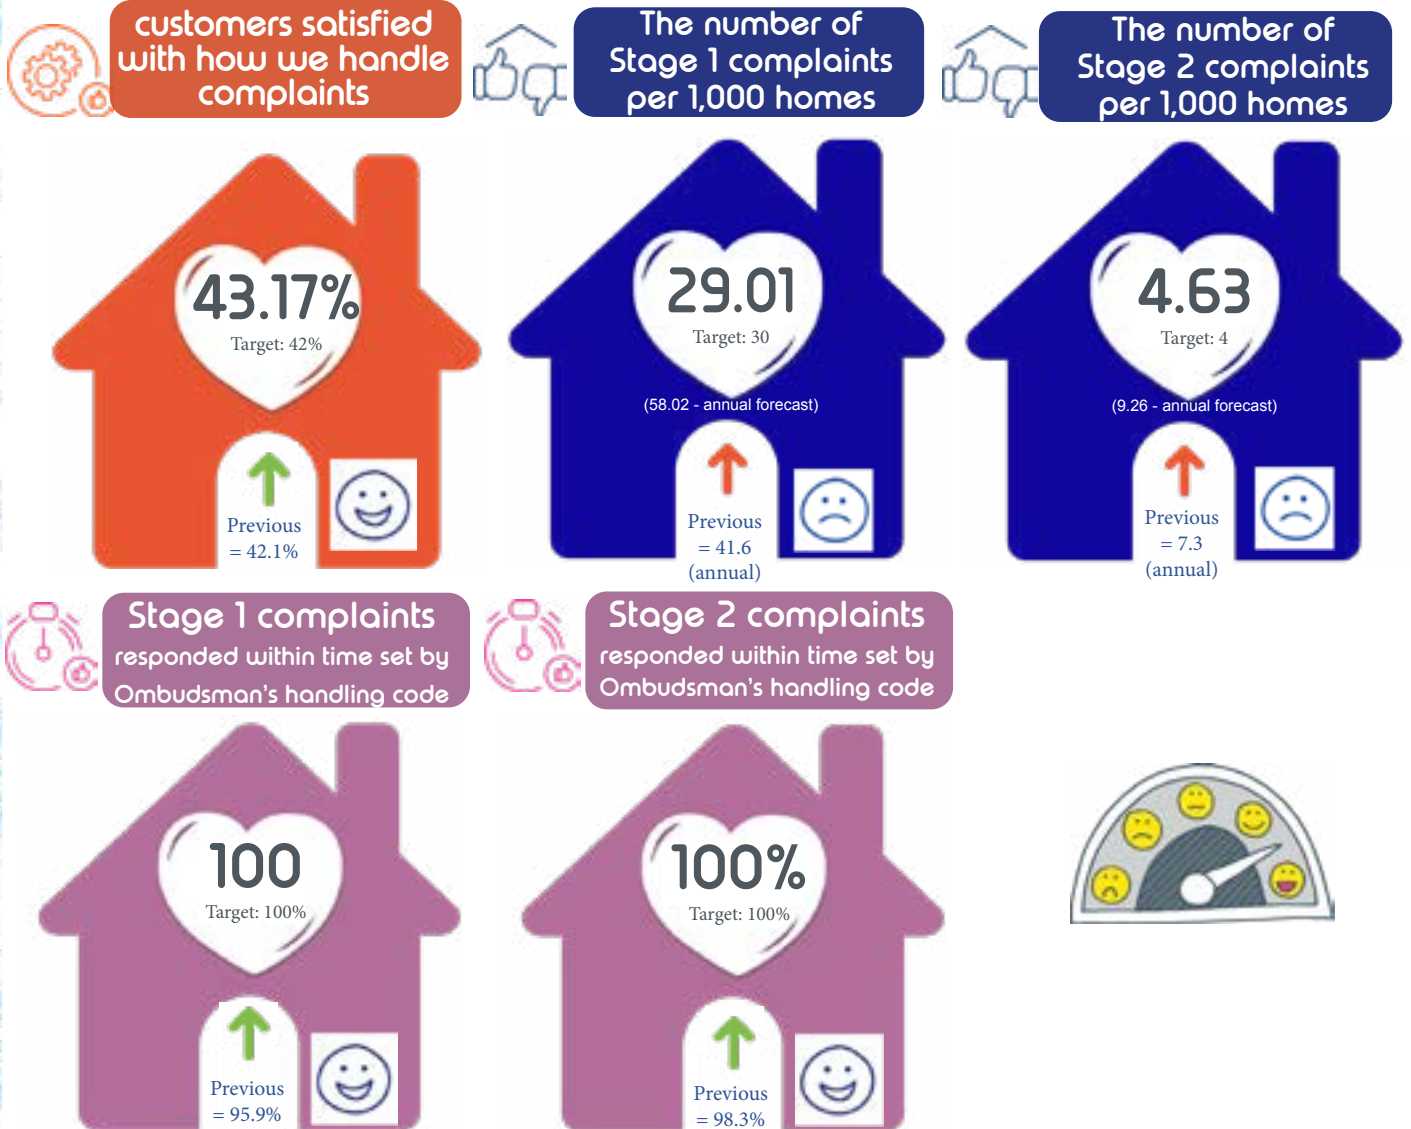 customers satisfied
with how we handle
complaints
The number of
Stage 1 complaints
per 1,000 homes
The number of
Stage 2 complaints
per 1,000 homes
43.17%
Target: 42%
Previous
= 42.1%
29.01
Target: 30
(58.02 - annual forecast)
Previous
= 41.6
(annual)
4.63
Target: 4
(9.26 - annual forecast)
Previous
= 7.3
(annual)
Stage 1 complaints
responded within time set by
Ombudsman's handling code
Stage 2 complaints
responded within time set by
Ombudsman's handling code
100
Target: 100%
Previous
= 95.9%
100%
Target: 100%
Previous
= 98.3%